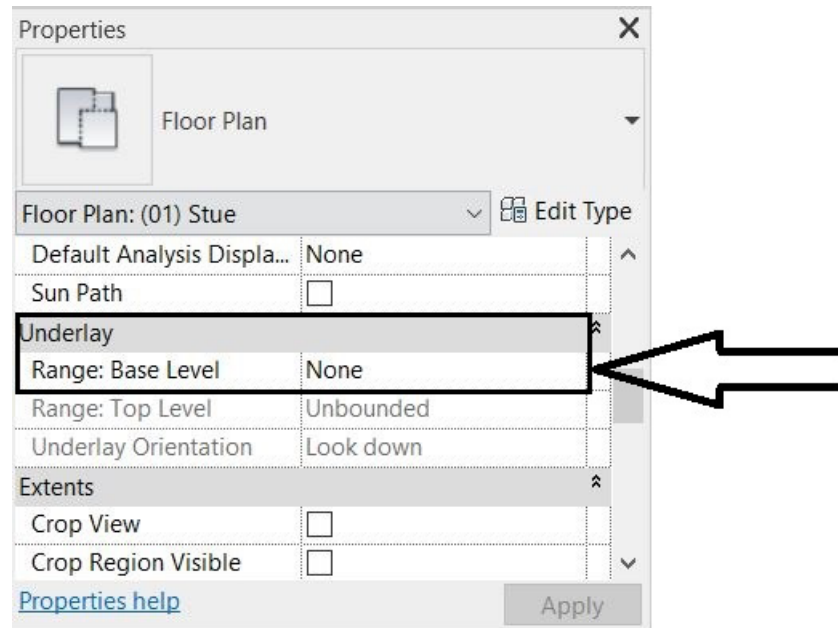 Properties
Floor Plan
Floor Plan: (01) Stue Edit Type
Default Analysis Displa... None
Sun Path
Underlay
Range: Base Level None
Range: Top Level Unbounded
Underlay Orientation Look down
Extents
Crop View
Crop Region Visible
Properties help Apply